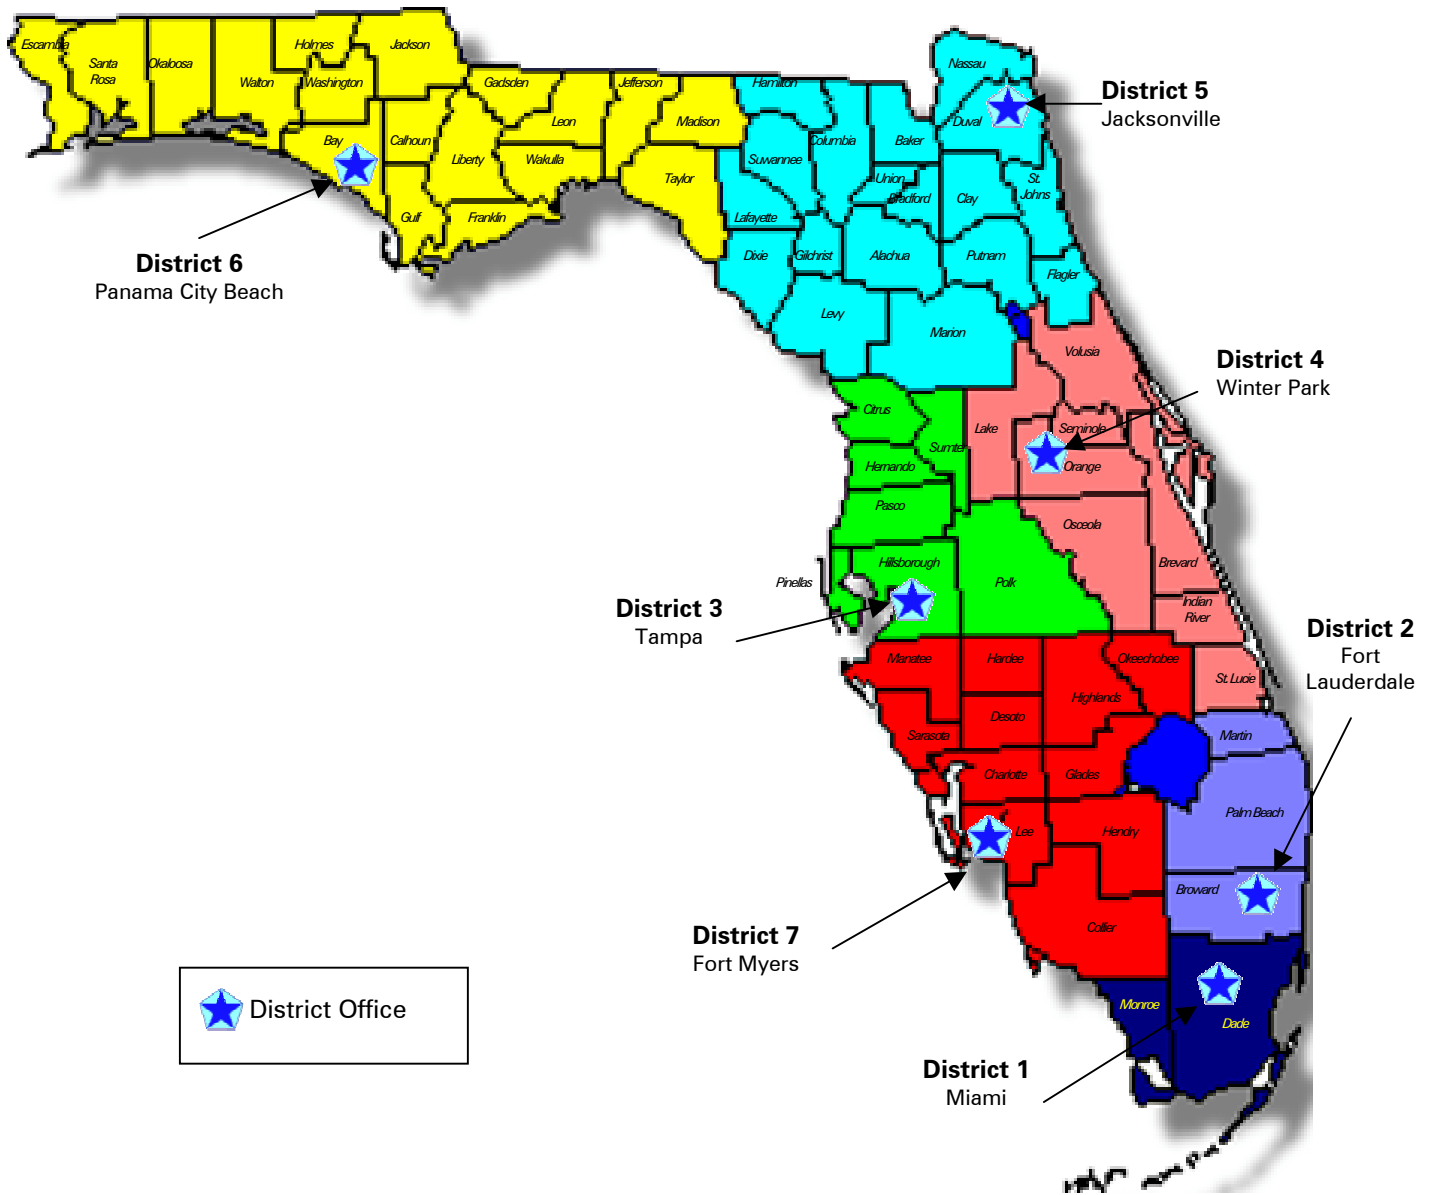 Escambia
Santa
Rosa
Okaloosa
Walton
Holmes
Washington
Jackson
Bay
Calhoun
Gulf
Liberty
Gadsden
Franklin
Leon
Wakulla
Jefferson
Madison
Taylor
Hamilton
Suwannee
Lafayette
Dixie
Columbia
Gilchrist
Levy
Baker
Union
Bradford
Alachua
Marion
Nassau
Duval
Clay
St.
Johns
Putnam
Flagler
District 5
Jacksonville
District 6
Panama City Beach
Volusia
Lake
Seminole
Orange
Osceola
Brevard
Indian
River
St. Lucie
District 4
Winter Park
Citrus
Sumter
Hernando
Pasco
Pinellas
Hillsborough
Polk
District 3
Tampa
District 2
Fort
Lauderdale
Manatee
Hardee
Highlands
Okeechobee
Sarasota
Desoto
Charlotte
Glades
Lee
Hendry
Collier
Martin
Palm Beach
Broward
District 7
Fort Myers
Monroe
Dade
District 1
Miami
District Office